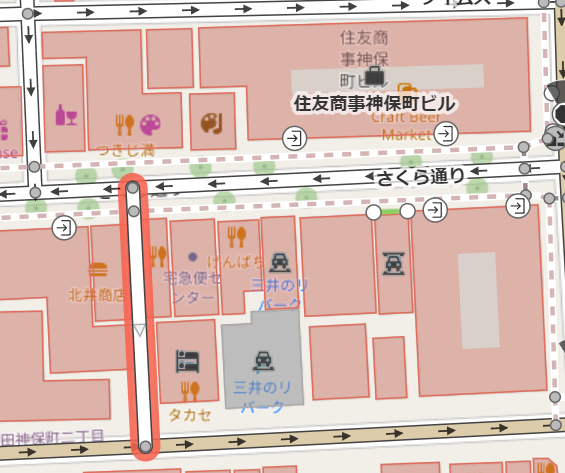 住友商
事神保
町ビル
住友商事神保町ビル
Craft Beer
Market
つきし満
さくら通り
宅急便セ
ンター
げんぱち
三井のリ
パーク
北井商店
三井のリ
パーク
タカセ
田神保町二丁目